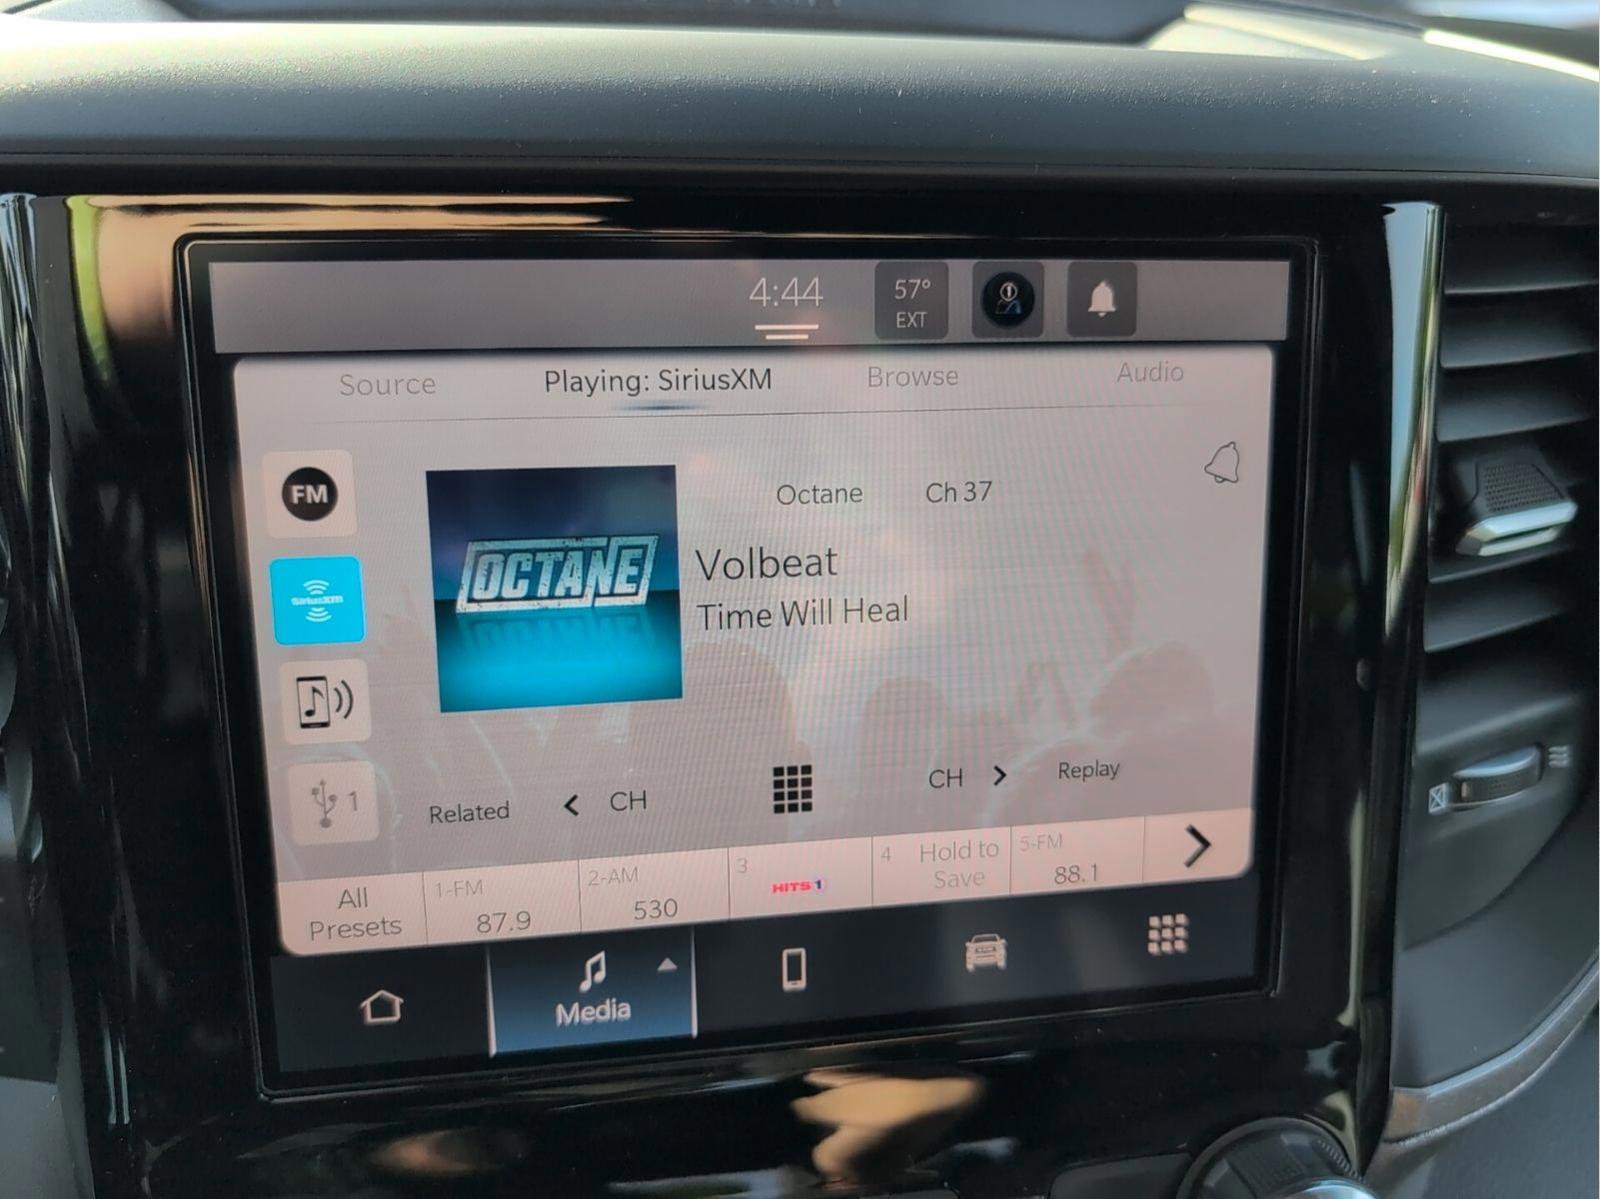 4:44
57°
EXT
1
Source
Playing: SiriusXM
Browse
Audio
FM
SiriusXM
1
OCTANE
Octane
Ch 37
Volbeat
Time Will Heal
Related
CH
CH
Replay
All
Presets
1-FM
87.9
2-AM
530
3
HITS 1
4
Hold to
Save
5-FM
88.1
Media